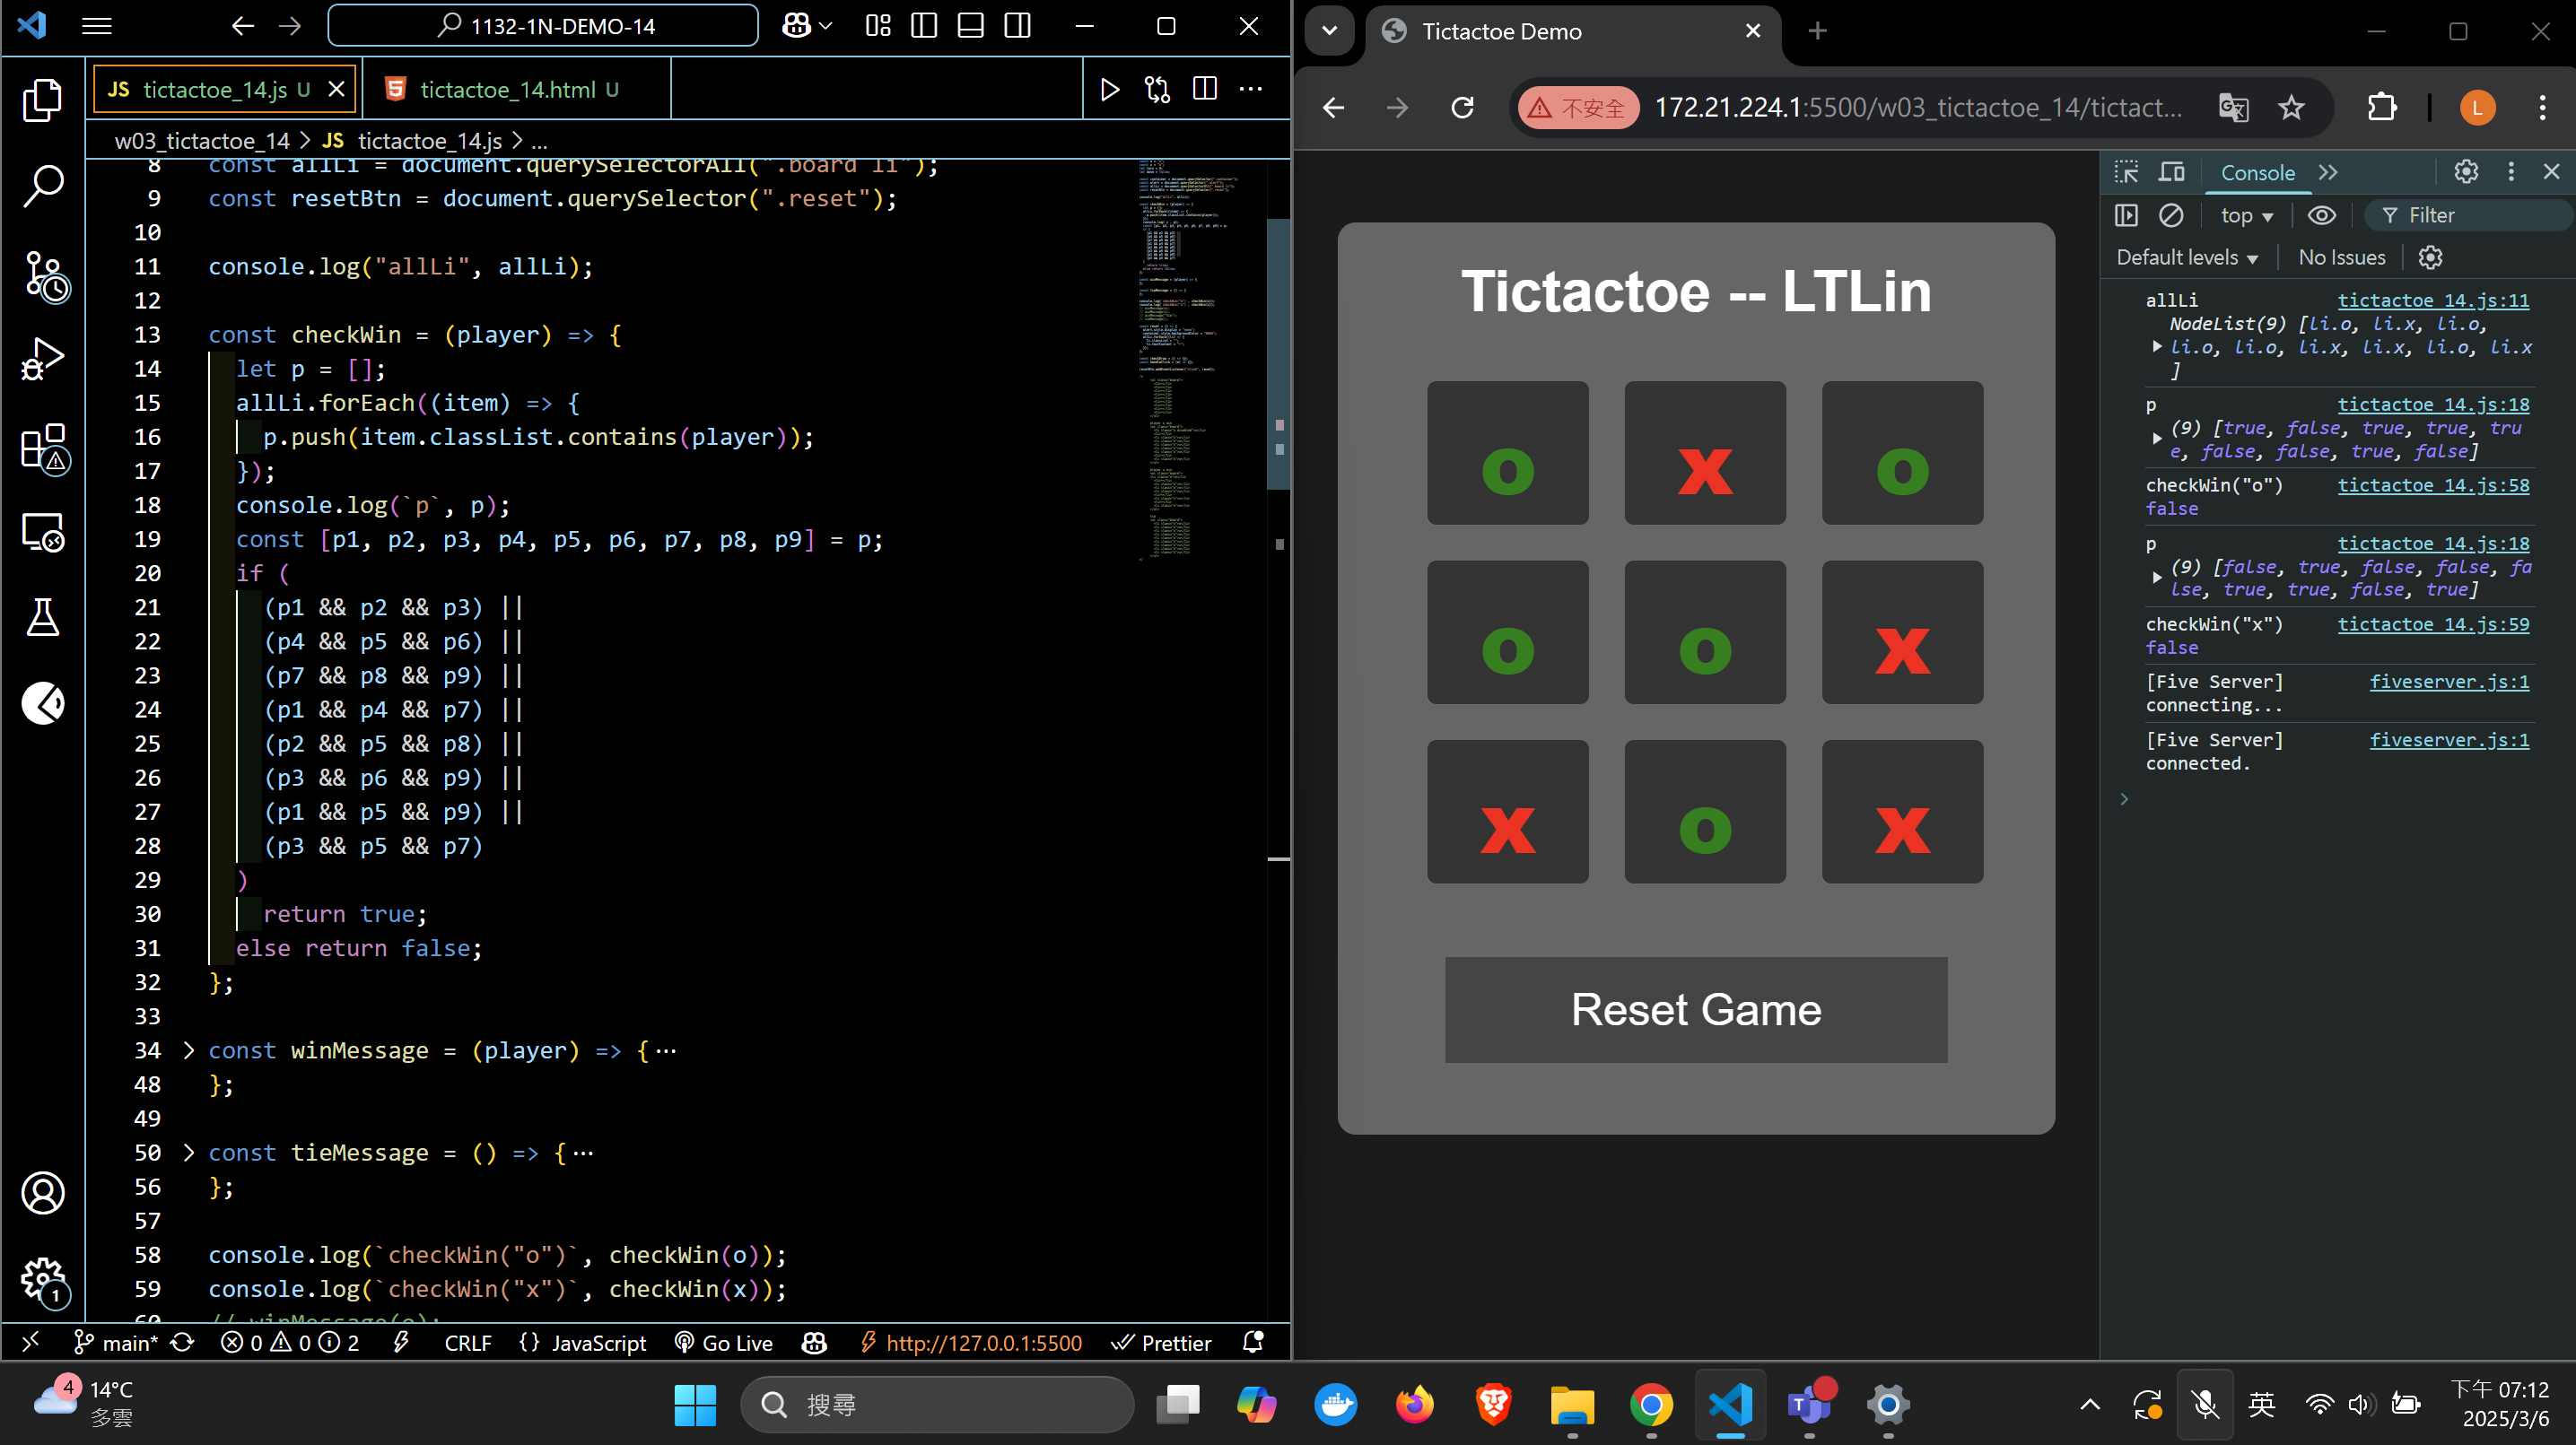 1132-1N-DEMO-14
JS tictactoe_14.js U
tictactoe_14.html U
w03_tictactoe_14 > JS tictactoe_14.js > ...
8 const allLi = document.querySelectorAll(".board li");
9 const resetBtn = document.querySelector(".reset");
10
11 console.log("allLi", allLi);
12
13 const checkWin = (player) => {
14 let p = [];
15 allLi.forEach((item) => {
16 p.push(item.classList.contains(player));
17 });
18 console.log(`p`, p);
19 const [p1, p2, p3, p4, p5, p6, p7, p8, p9] = p;
20 if (
21 (p1 && p2 && p3) ||
22 (p4 && p5 && p6) ||
23 (p7 && p8 && p9) ||
24 (p1 && p4 && p7) ||
25 (p2 && p5 && p8) ||
26 (p3 && p6 && p9) ||
27 (p1 && p5 && p9) ||
28 (p3 && p5 && p7)
29 )
30 return true;
31 else return false;
32 };
33
34 > const winMessage = (player) => {···
48 };
49
50 > const tieMessage = () => {···
56 };
57
58 console.log(`checkWin("o")`, checkWin(o));
59 console.log(`checkWin("x")`, checkWin(x));
60 // winMessage(o);
1
main*
0 0 2
CRLF
{} JavaScript
Go Live
http://127.0.0.1:5500
Prettier
Tictactoe Demo
不安全
172.21.224.1:5500/w03_tictactoe_14/tictact...
L
Tictactoe -- LTLin
o x o
o o x
x o x
Reset Game
Console
top
Filter
Default levels
No Issues
allLi tictactoe_14.js:11
NodeList(9) [li.o, li.x, li.o,
li.o, li.o, li.x, li.x, li.o, li.x
]
p tictactoe_14.js:18
(9) [true, false, true, true, tru
e, false, false, true, false]
checkWin("o") tictactoe_14.js:58
false
p tictactoe_14.js:18
(9) [false, true, false, false, fa
lse, true, true, false, true]
checkWin("x") tictactoe_14.js:59
false
[Five Server] fiveserver.js:1
connecting...
[Five Server] fiveserver.js:1
connected.
4
14°C
多雲
搜尋
英
下午 07:12
2025/3/6